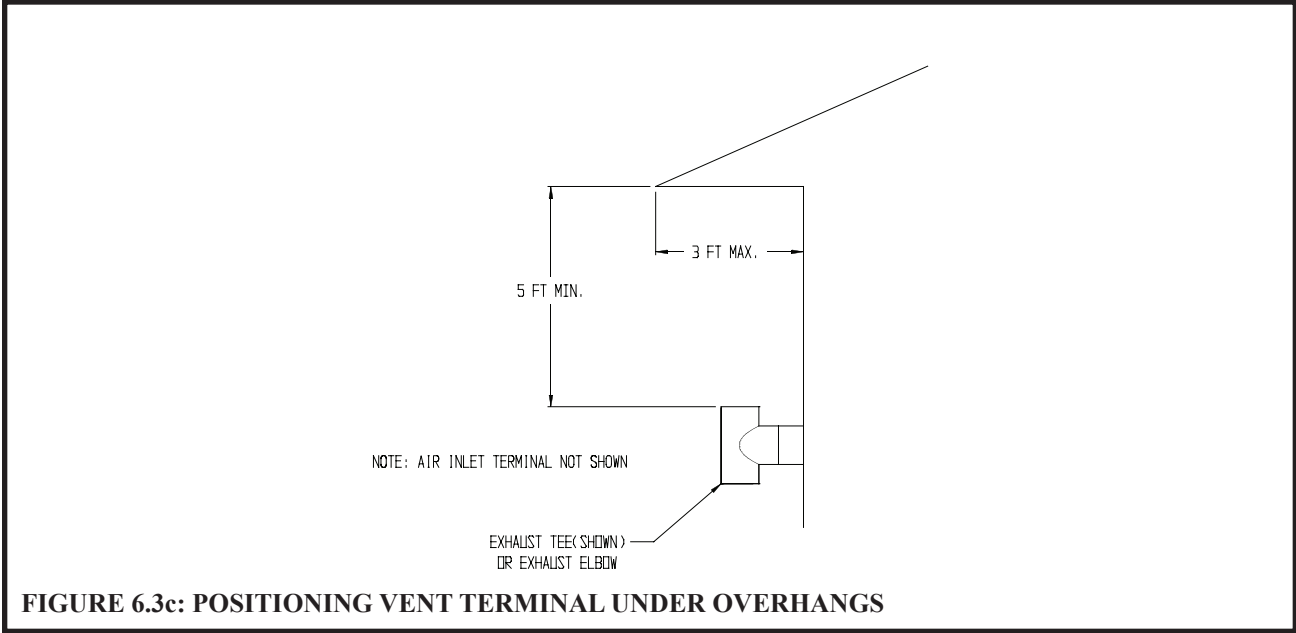 3 FT MAX.
5 FT MIN.
NOTE: AIR INLET TERMINAL NOT SHOWN
EXHAUST TEE(SHOWN)
OR EXHAUST ELBOW
FIGURE 6.3c: POSITIONING VENT TERMINAL UNDER OVERHANGS